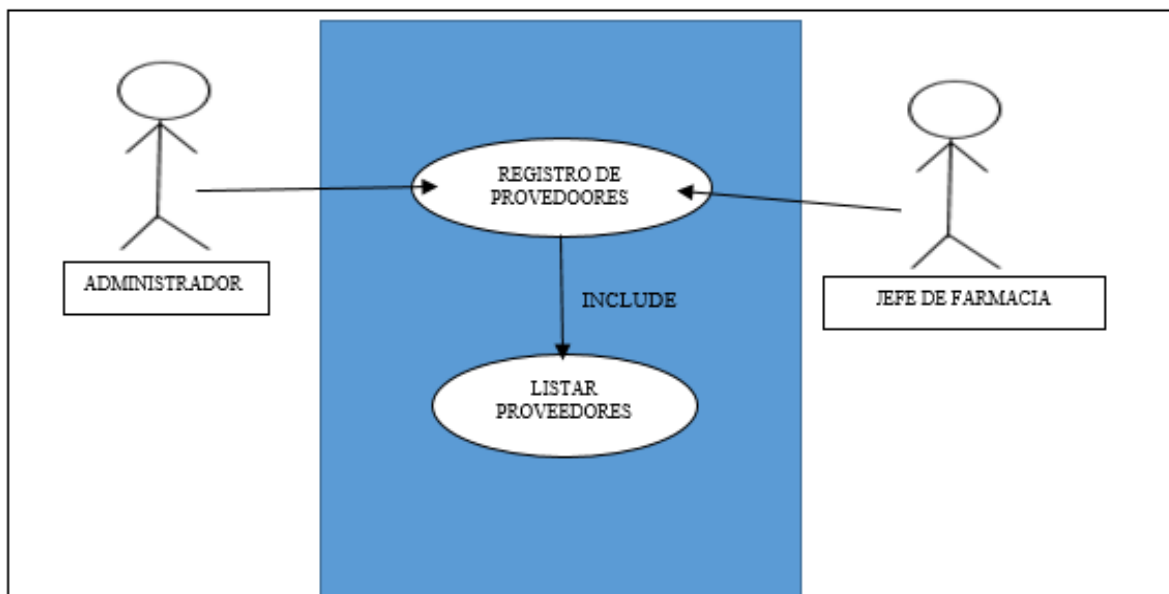 REGISTRO DE
PROVEDOORES
ADMINISTRADOR
INCLUDE
JEFE DE FARMACIA
LISTAR
PROVEEDORES